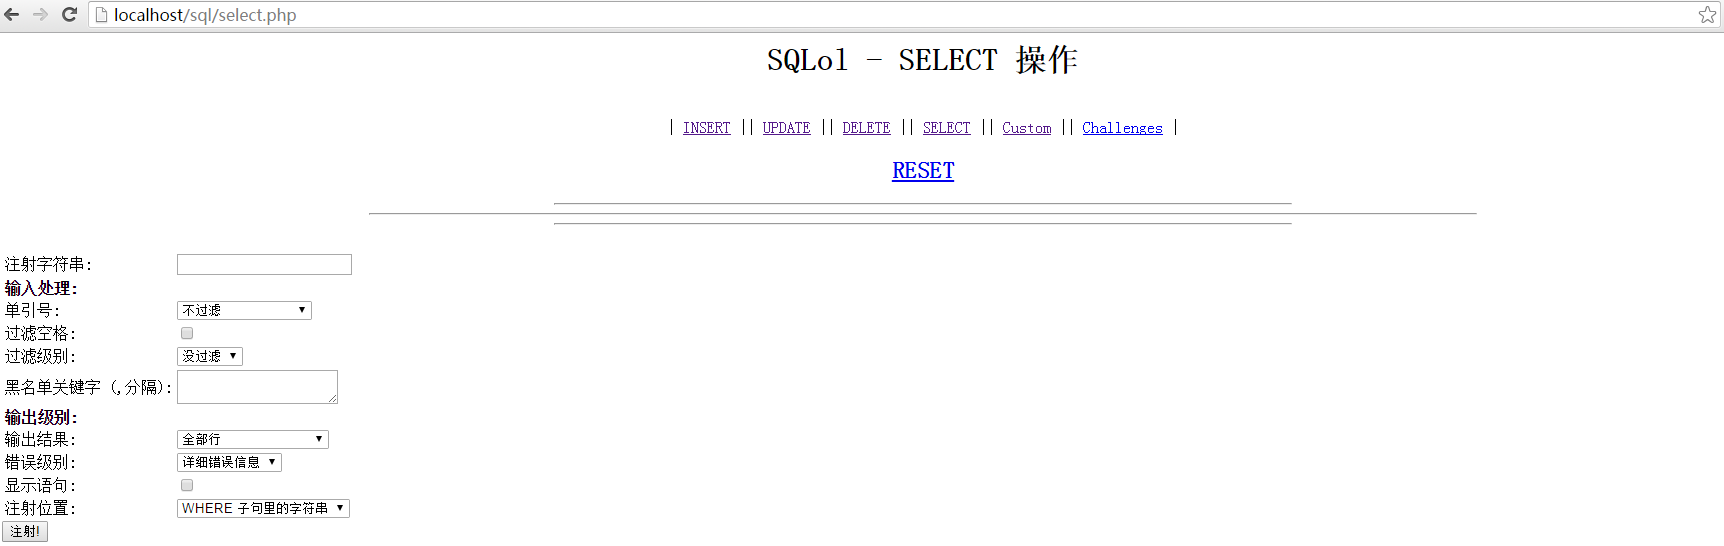 localhost/sql/select.php
SQLol - SELECT 操作
| INSERT || UPDATE || DELETE || SELECT || Custom || Challenges |
RESET
注射字符串:
输入处理:
单引号: 不过滤
过滤空格:
过滤级别: 没过滤
黑名单关键字 (,分隔):
输出级别:
输出结果: 全部行
错误级别: 详细错误信息
显示语句:
注射位置: WHERE 子句里的字符串
注射!